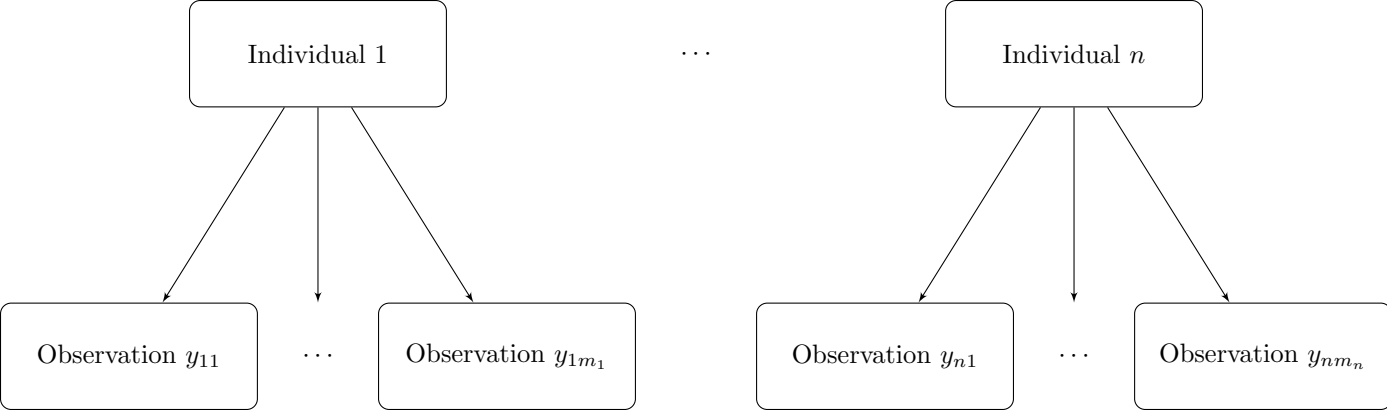 Individual 1 ⋯ Individual n
Observation y₁₁ ⋯ Observation y₁ₘ₁ Observation yₙ₁ ⋯ Observation yₙₘₙ